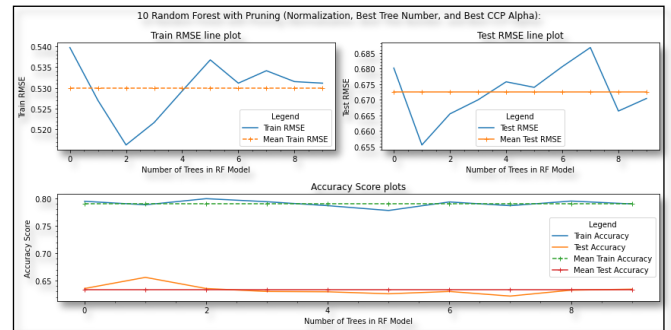 10 Random Forest with Pruning (Normalization, Best Tree Number, and Best CCP Alpha):
Train RMSE line plot
Train RMSE
0.540
0.535
0.530
0.525
0.520
Legend
Train RMSE
Mean Train RMSE
0 2 4 6 8
Number of Trees in RF Model
Test RMSE line plot
Test RMSE
0.685
0.680
0.675
0.670
0.665
0.660
0.655
Legend
Test RMSE
Mean Test RMSE
0 2 4 6 8
Number of Trees in RF Model
Accuracy Score plots
Accuracy Score
0.80
0.75
0.70
0.65
Legend
Train Accuracy
Test Accuracy
Mean Train Accuracy
Mean Test Accuracy
0 2 4 6 8
Number of Trees in RF Model